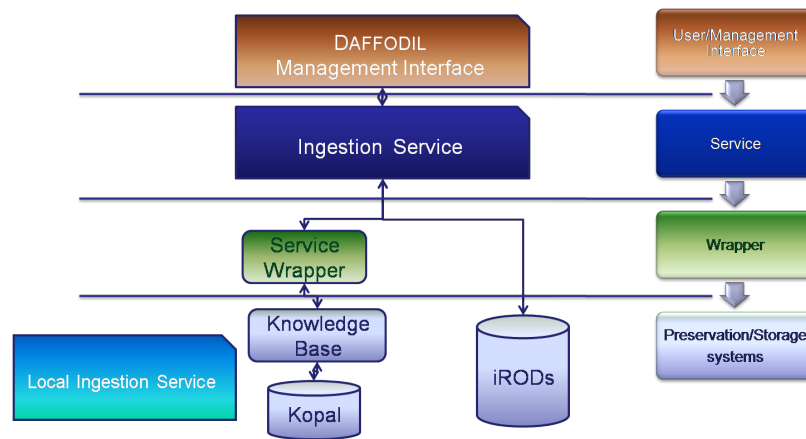 DAFFODIL
Management Interface
User/Management
Interface
Ingestion Service
Service
Service
Wrapper
Wrapper
Knowledge
Base
Preservation/Storage
systems
Local Ingestion Service
iRODs
Kopal